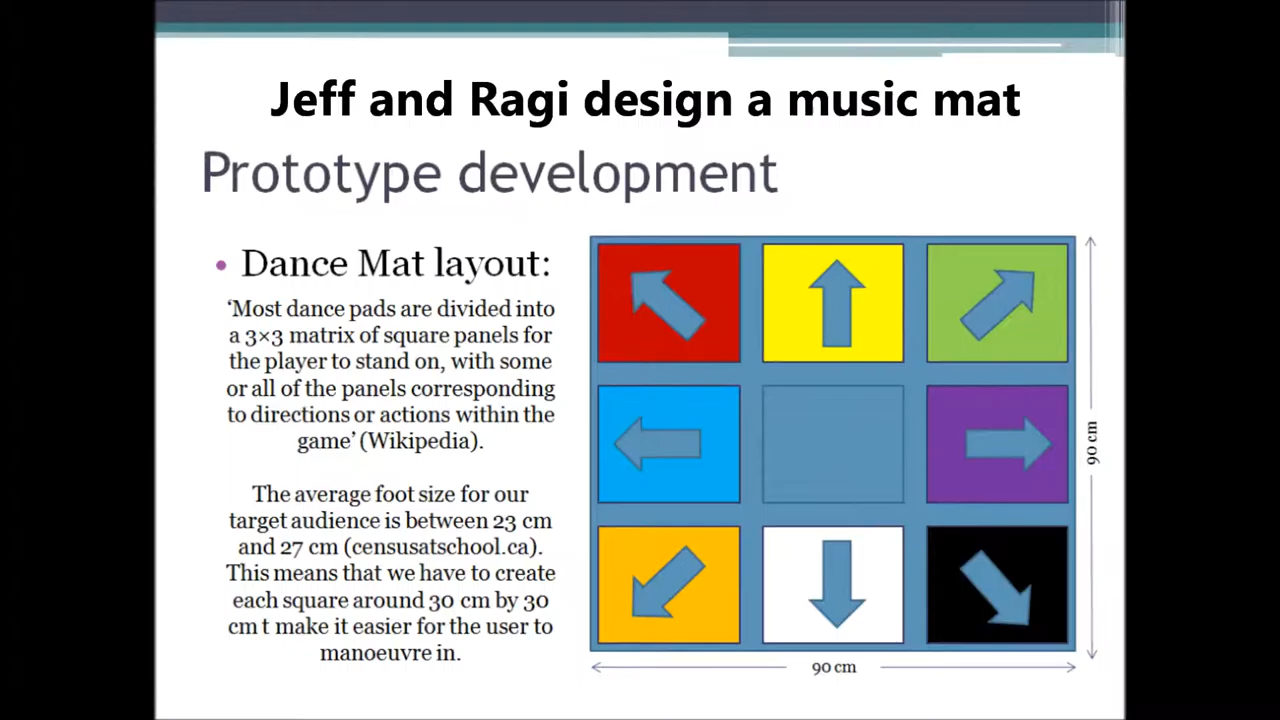 Jeff and Ragi design a music mat
Prototype development
• Dance Mat layout:
‘Most dance pads are divided into
a 3×3 matrix of square panels for
the player to stand on, with some
or all of the panels corresponding
to directions or actions within the
game’ (Wikipedia).
The average foot size for our
target audience is between 23 cm
and 27 cm (censusatschool.ca).
This means that we have to create
each square around 30 cm by 30
cm t make it easier for the user to
manoeuvre in.
90 cm
90 cm